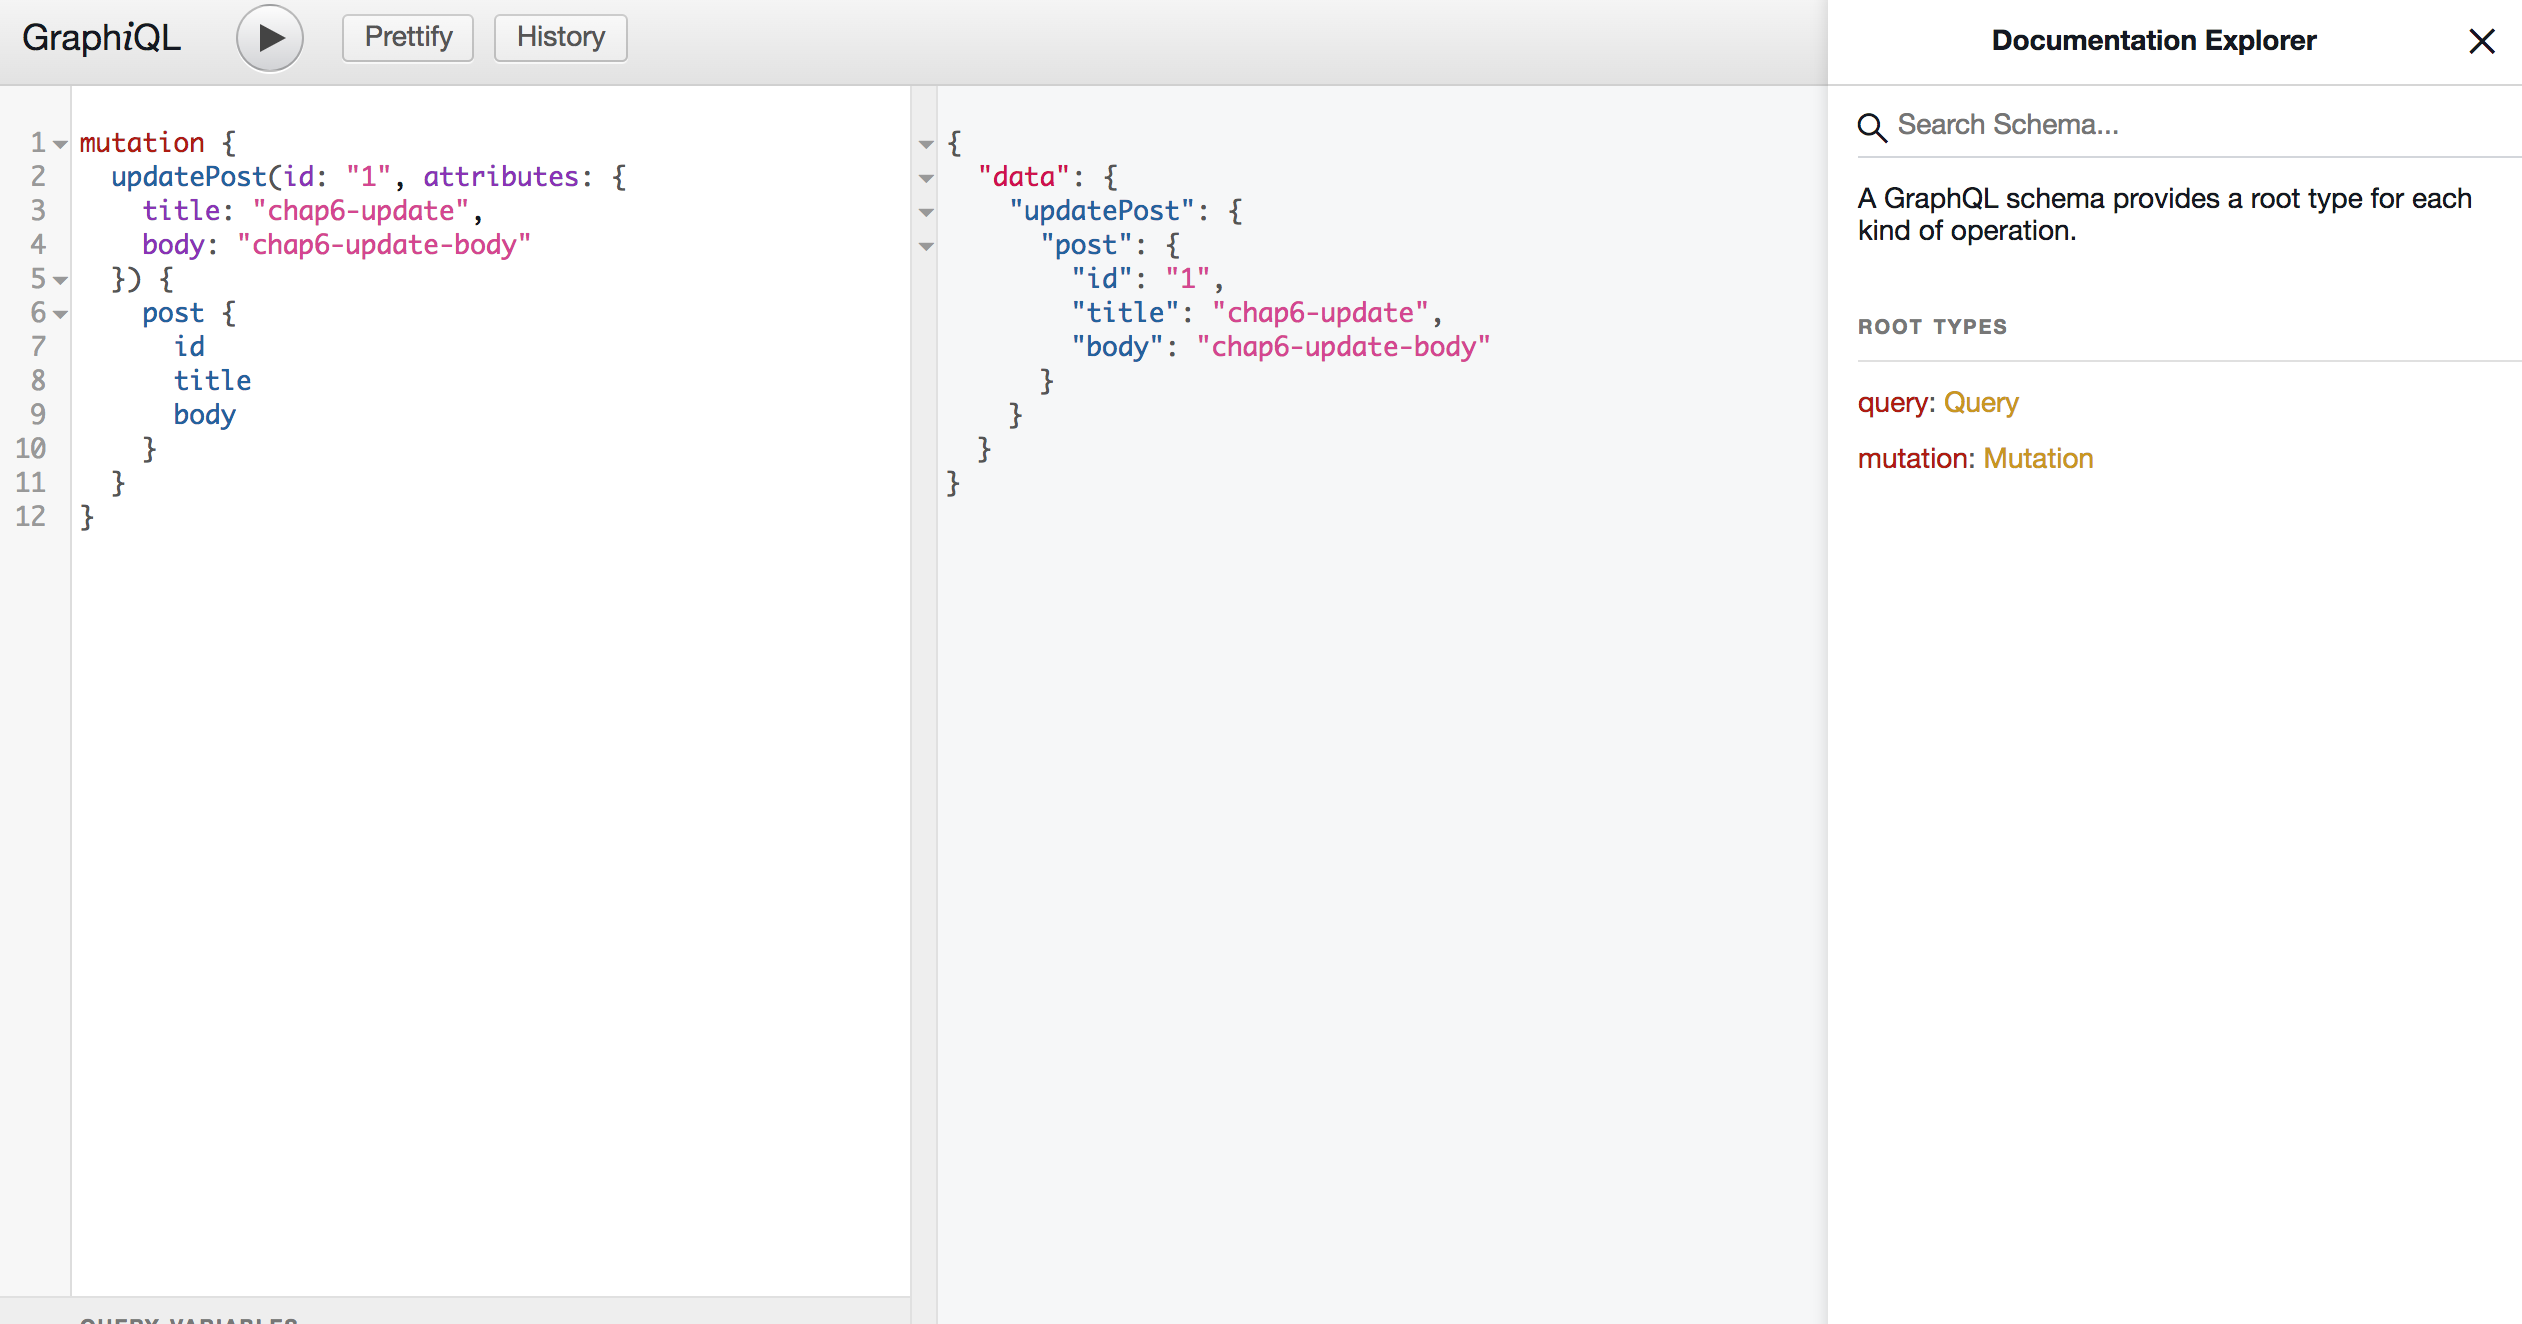 GraphiQL
Prettify
History
Documentation Explorer
1 mutation {
2   updatePost(id: "1", attributes: {
3     title: "chap6-update",
4     body: "chap6-update-body"
5   }) {
6     post {
7       id
8       title
9       body
10     }
11   }
12 }
QUERY VARIABLES
{
  "data": {
    "updatePost": {
      "post": {
        "id": "1",
        "title": "chap6-update",
        "body": "chap6-update-body"
      }
    }
  }
}
Search Schema...
A GraphQL schema provides a root type for each
kind of operation.
ROOT TYPES
query: Query
mutation: Mutation